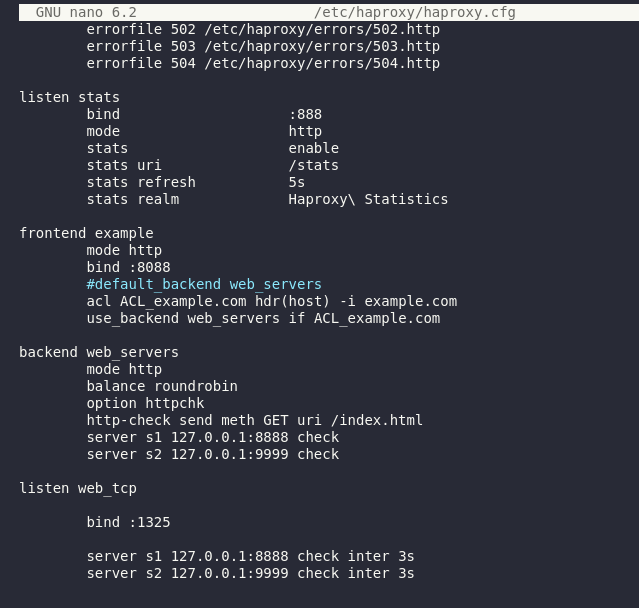 GNU nano 6.2 /etc/haproxy/haproxy.cfg
errorfile 502 /etc/haproxy/errors/502.http
errorfile 503 /etc/haproxy/errors/503.http
errorfile 504 /etc/haproxy/errors/504.http
listen stats
bind :888
mode http
stats enable
stats uri /stats
stats refresh 5s
stats realm Haproxy\ Statistics
frontend example
mode http
bind :8088
#default_backend web_servers
acl ACL_example.com hdr(host) -i example.com
use_backend web_servers if ACL_example.com
backend web_servers
mode http
balance roundrobin
option httpchk
http-check send meth GET uri /index.html
server s1 127.0.0.1:8888 check
server s2 127.0.0.1:9999 check
listen web_tcp
bind :1325
server s1 127.0.0.1:8888 check inter 3s
server s2 127.0.0.1:9999 check inter 3s